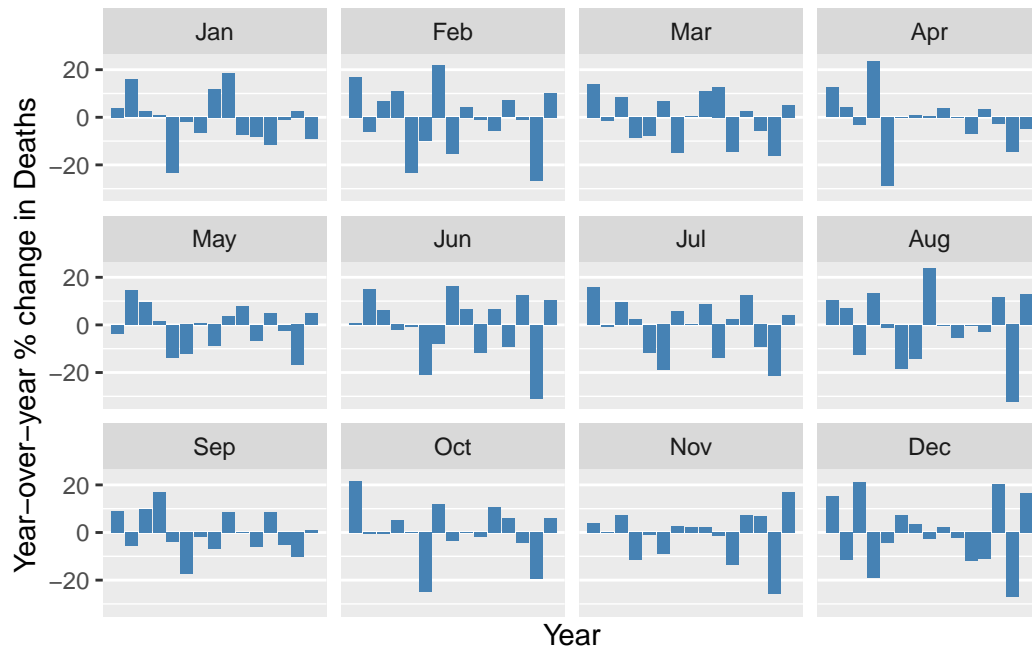 Jan Feb Mar Apr
20
0
−20
May Jun Jul Aug
20
0
−20
Sep Oct Nov Dec
20
0
−20
Year
Year−over−year % change in Deaths